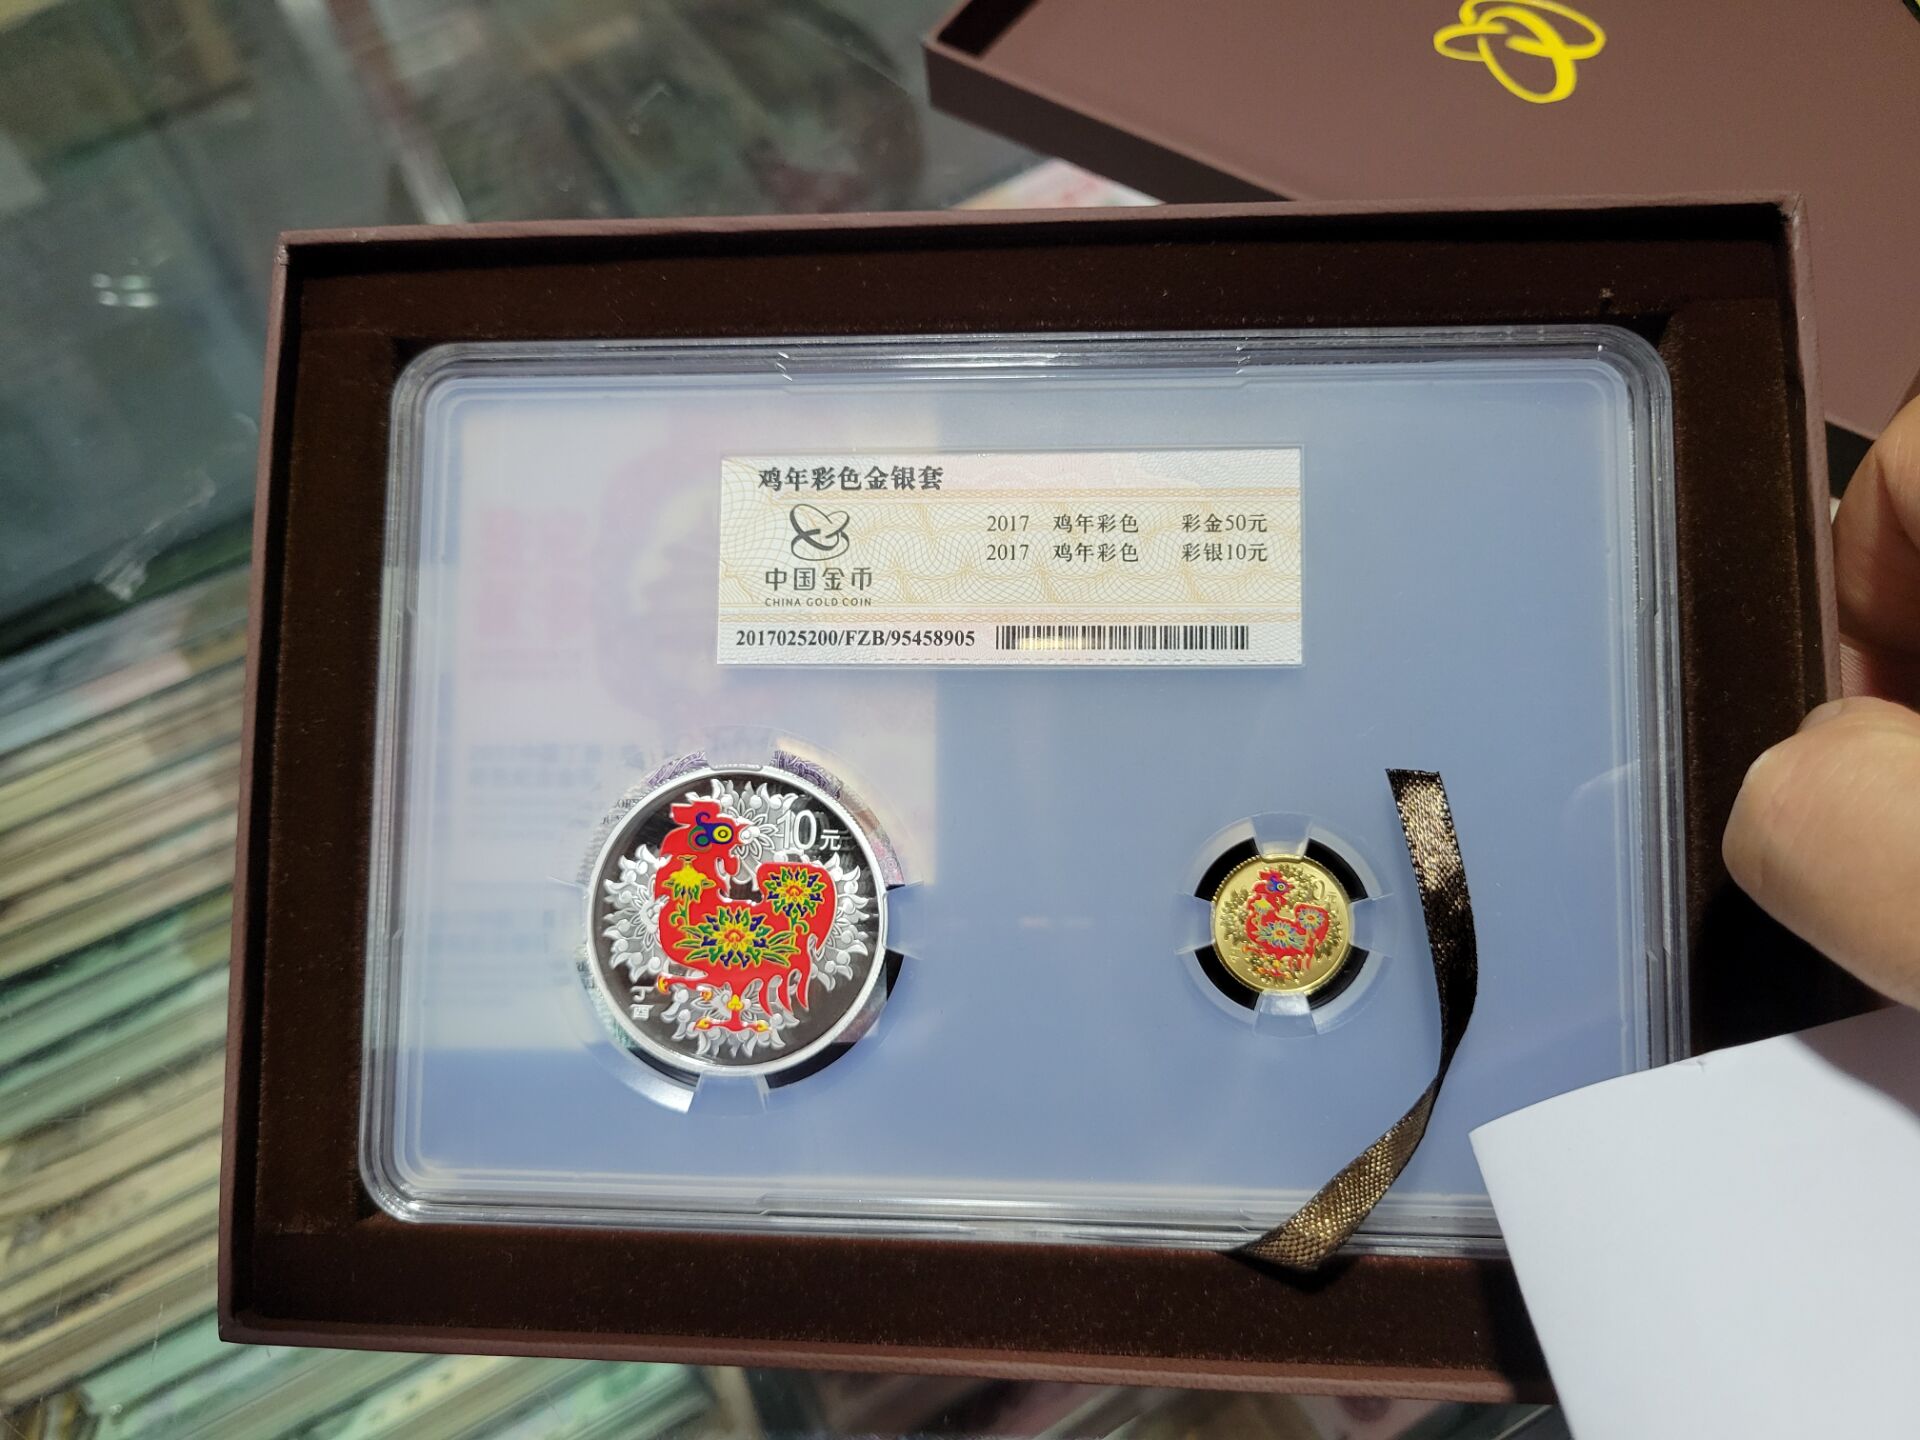 鸡年彩色金银套
2017 鸡年彩色 彩金50元
2017 鸡年彩色 彩银10元
中国金币
CHINA GOLD COIN
2017025200/FZB/95458905
10元
丁酉